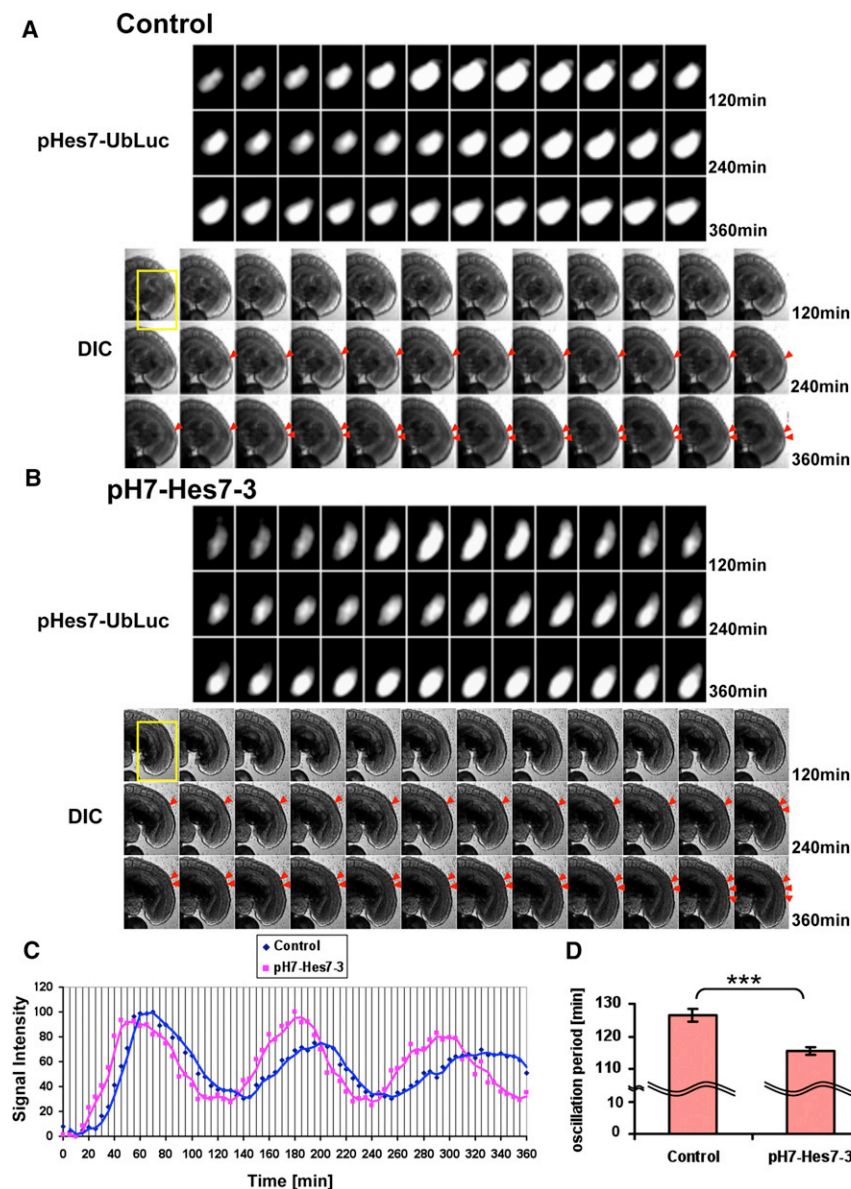 A
Control
pHes7-UbLuc
120min
240min
360min
DIC
120min
240min
360min
B
pH7-Hes7-3
pHes7-UbLuc
120min
240min
360min
DIC
120min
240min
360min
C
Control
pH7-Hes7-3
Signal Intensity
120
100
80
60
40
20
0
0 20 40 60 80 100 120 140 160 180 200 220 240 260 280 300 320 340 360
Time [min]
D
***
oscillation period [min]
130
110
10
0
Control
pH7-Hes7-3